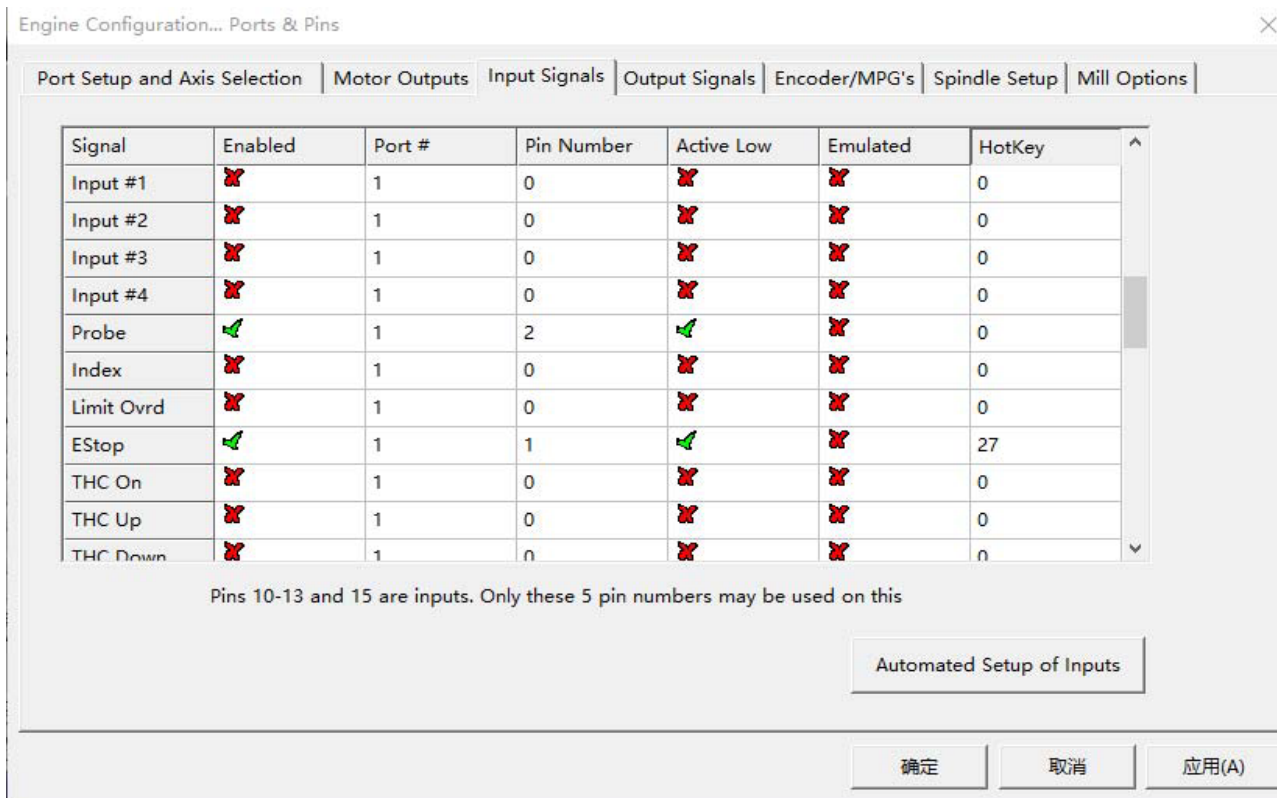 Engine Configuration... Ports & Pins
Port Setup and Axis Selection Motor Outputs Input Signals Output Signals Encoder/MPG's Spindle Setup Mill Options
Signal Enabled Port # Pin Number Active Low Emulated HotKey
Input #1 1 0 0
Input #2 1 0 0
Input #3 1 0 0
Input #4 1 0 0
Probe 1 2 0
Index 1 0 0
Limit Ovrd 1 0 0
EStop 1 1 27
THC On 1 0 0
THC Up 1 0 0
THC Down 1 0 0
Pins 10-13 and 15 are inputs. Only these 5 pin numbers may be used on this
Automated Setup of Inputs
确定 取消 应用(A)